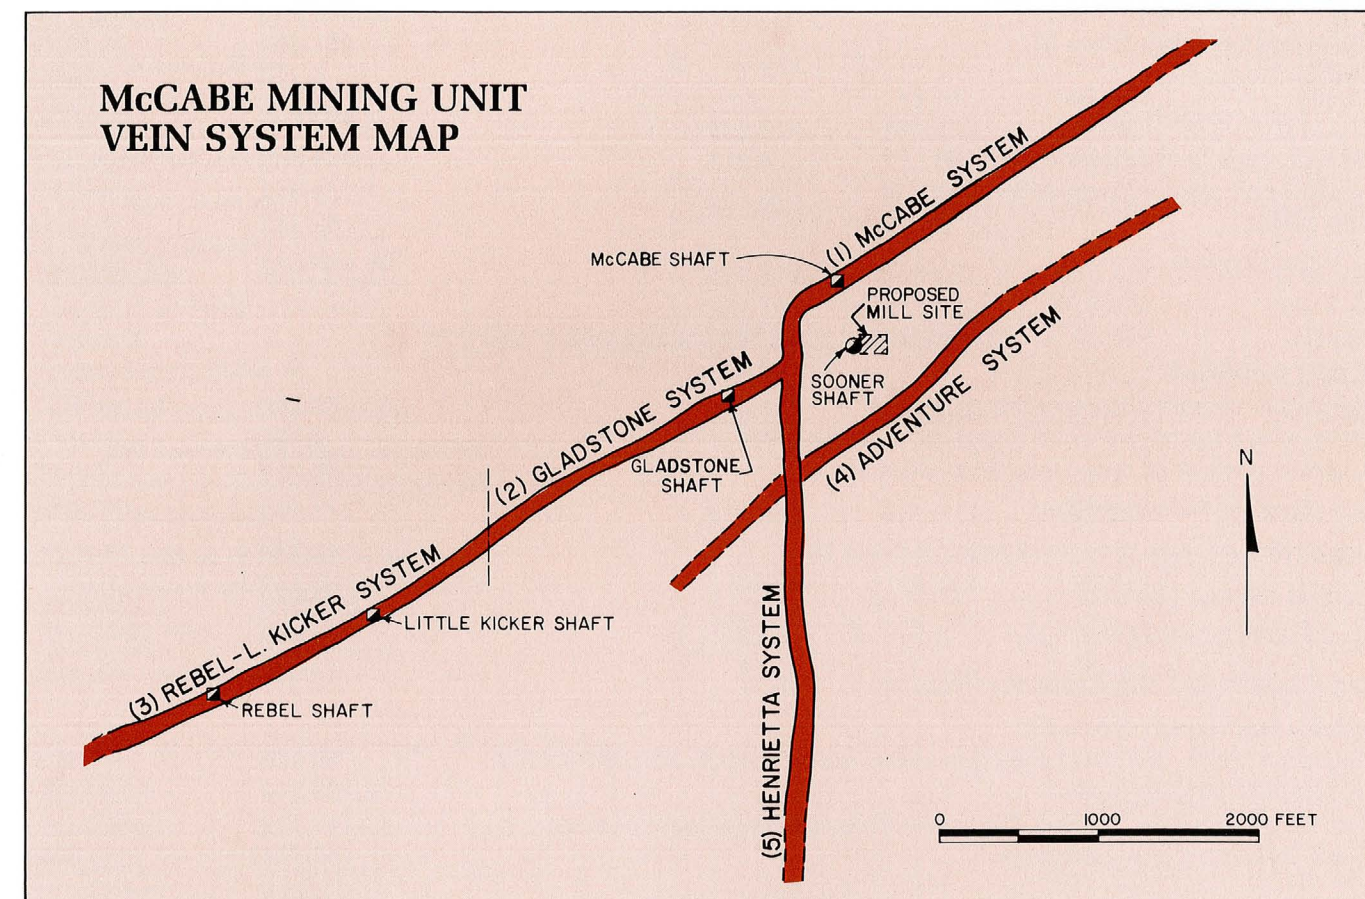 McCABE MINING UNIT
VEIN SYSTEM MAP
(1) McCABE SYSTEM
McCABE SHAFT
PROPOSED
MILL SITE
SOONER
SHAFT
(2) GLADSTONE SYSTEM
GLADSTONE
SHAFT
(4) ADVENTURE SYSTEM
N
(3) REBEL-L. KICKER SYSTEM
LITTLE KICKER SHAFT
REBEL SHAFT
(5) HENRIETTA SYSTEM
0 1000 2000 FEET